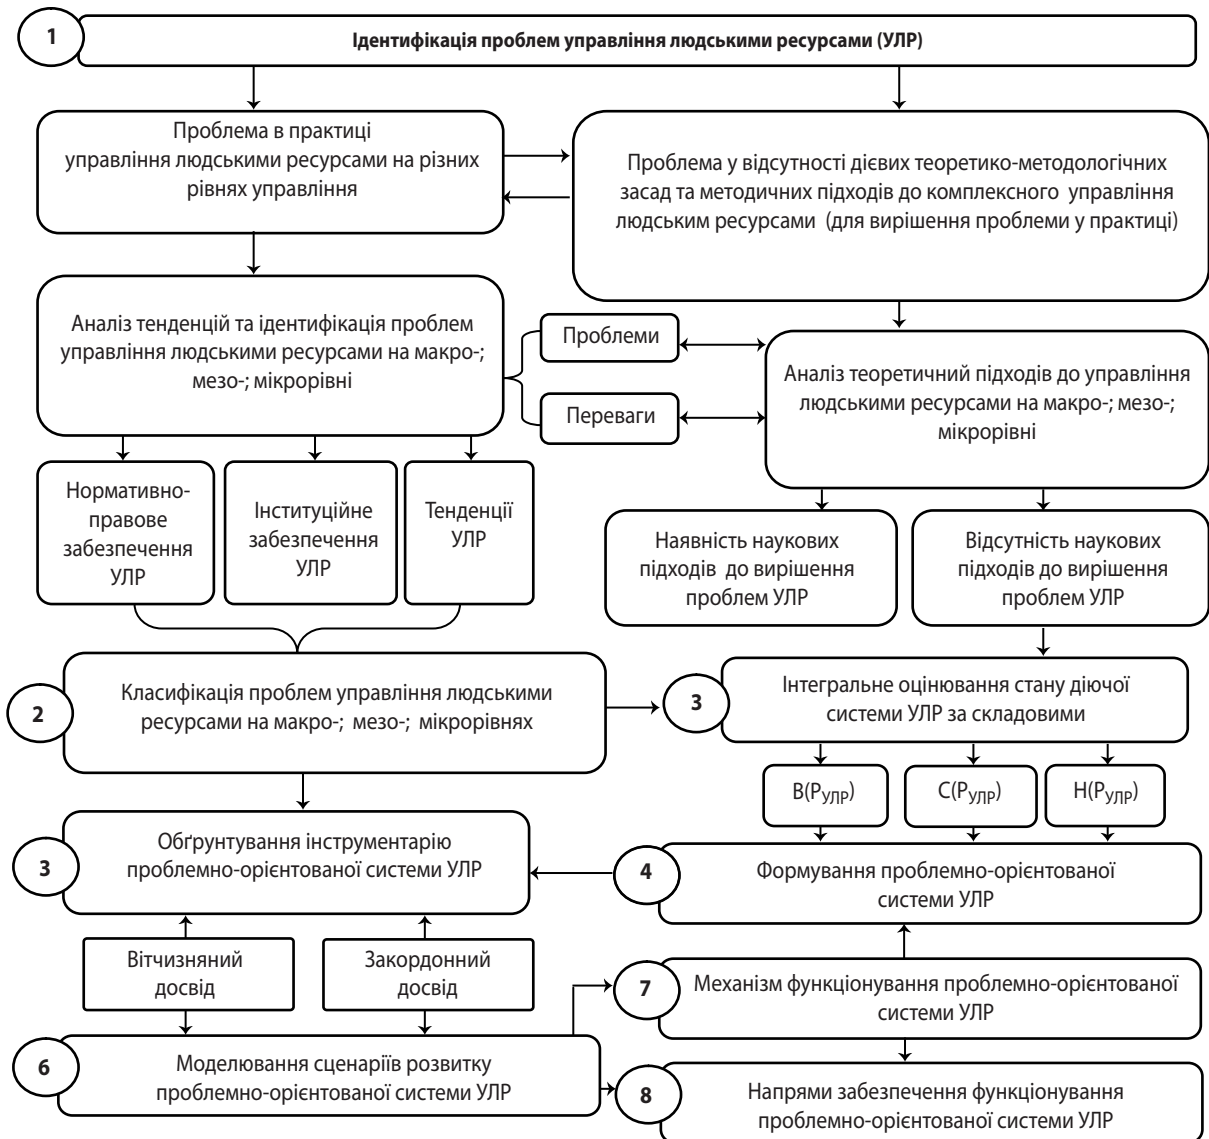 1
Ідентифікація проблем управління людськими ресурсами (УЛР)
Проблема в практиці
управління людськими ресурсами на різних
рівнях управління
Проблема у відсутності дієвих теоретико-методологічних
засад та методичних підходів до комплексного управління
людським ресурсами (для вирішення проблеми у практиці)
Аналіз тенденцій та ідентифікація проблем
управління людськими ресурсами на макро-;
мезо-; мікрорівні
Проблеми
Переваги
Аналіз теоретичний підходів до управління
людськими ресурсами на макро-; мезо-;
мікрорівні
Нормативно-
правове
забезпечення
УЛР
Інституційне
забезпечення
УЛР
Тенденції
УЛР
Наявність наукових
підходів до вирішення
проблем УЛР
Відсутність наукових
підходів до вирішення
проблем УЛР
2
Класифікація проблем управління людськими
ресурсами на макро-; мезо-; мікрорівнях
3
Інтегральне оцінювання стану діючої
системи УЛР за складовими
В(Р_УЛР)
С(Р_УЛР)
Н(Р_УЛР)
3
Обґрунтування інструментарію
проблемно-орієнтованої системи УЛР
4
Формування проблемно-орієнтованої
системи УЛР
Вітчизняний
досвід
Закордонний
досвід
7
Механізм функціонування проблемно-орієнтованої
системи УЛР
6
Моделювання сценаріїв розвитку
проблемно-орієнтованої системи УЛР
8
Напрями забезпечення функціонування
проблемно-орієнтованої системи УЛР